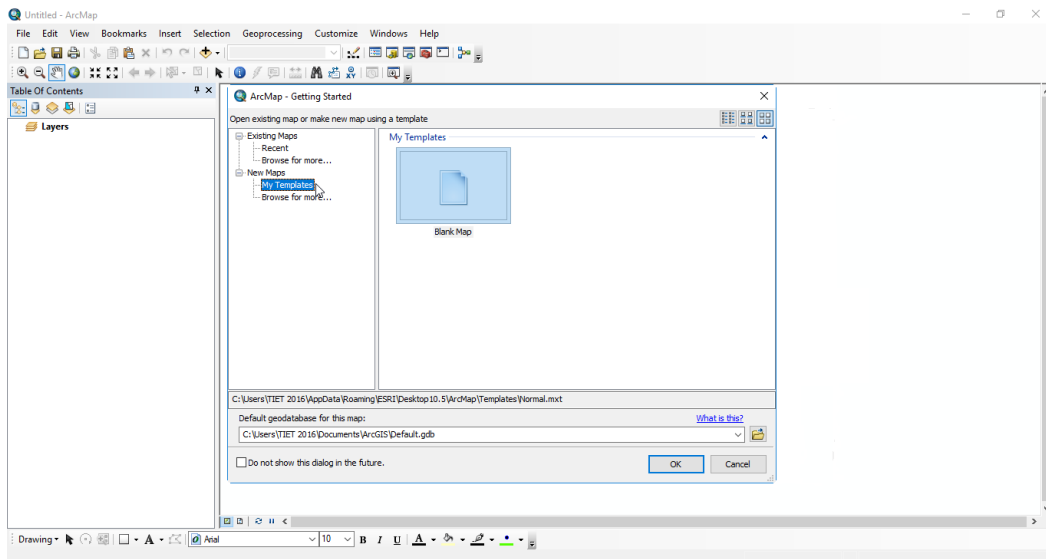 Untitled - ArcMap
File Edit View Bookmarks Insert Selection Geoprocessing Customize Windows Help
Table Of Contents
Layers
ArcMap - Getting Started
Open existing map or make new map using a template
Existing Maps
Recent
Browse for more...
New Maps
My Templates
Browse for more...
My Templates
Blank Map
C:\Users\TIET 2016\AppData\Roaming\ESRI\Desktop10.5\ArcMap\Templates\Normal.mxt
Default geodatabase for this map:
What is this?
C:\Users\TIET 2016\Documents\ArcGIS\Default.gdb
Do not show this dialog in the future.
OK Cancel
Drawing A Arial 10 B I U A